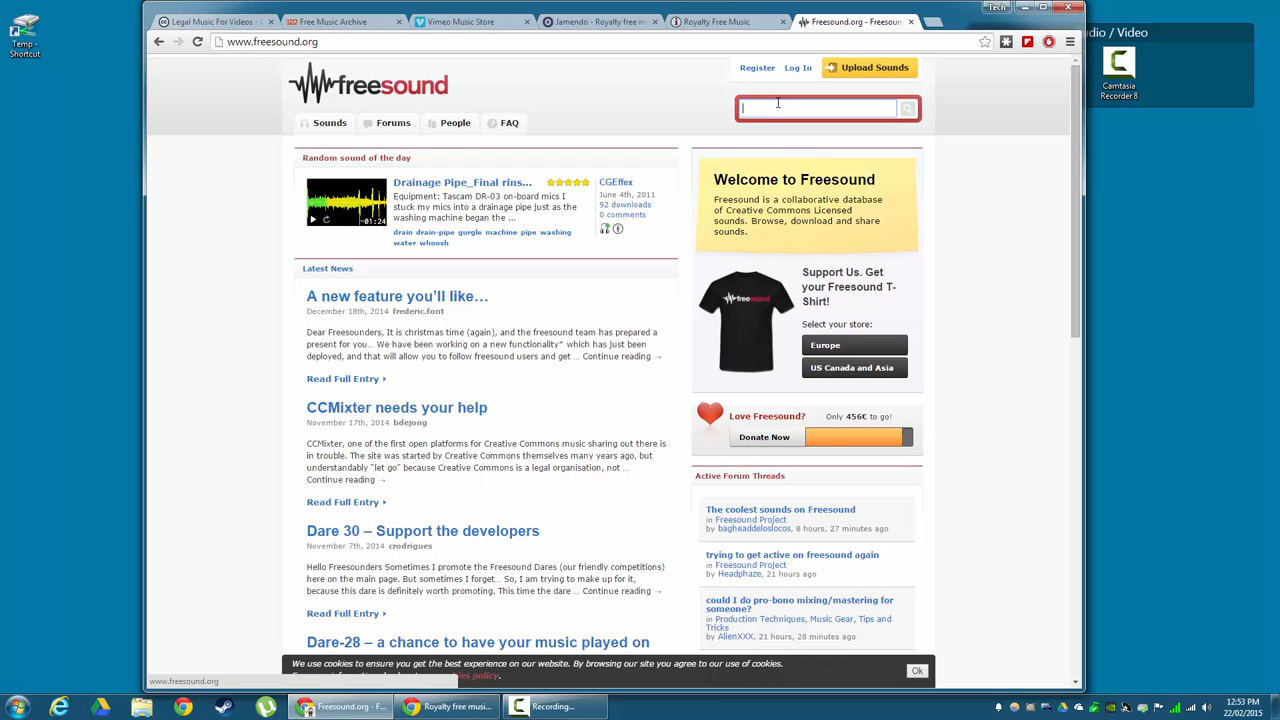 Tech
Legal Music For Videos - C
Free Music Archive
Vimeo Music Store
Jamendo - Royalty free m
Royalty Free Music
Freesound.org - Freesoun
Temp -
Shortcut
www.freesound.org
dio / Video
Camtasia
Recorder 8
freesound
Register
Log In
Upload Sounds
Sounds
Forums
People
FAQ
Random sound of the day
Drainage Pipe_Final rins...
CGEffex
Equipment: Tascam DR-03 on-board mics I
stuck my mics into a drainage pipe just as the
washing machine began the ...
June 4th, 2011
92 downloads
0 comments
-01:24
drain drain-pipe gurgle machine pipe washing
water whoosh
Welcome to Freesound
Freesound is a collaborative database
of Creative Commons Licensed
sounds. Browse, download and share
sounds.
Latest News
A new feature you'll like…
December 18th, 2014 frederic.font
Dear Freesounders, It is christmas time (again), and the freesound team has prepared a
present for you... We have been working on a new functionality* which has just been
deployed, and that will allow you to follow freesound users and get ... Continue reading →
Read Full Entry
freesound
Support Us. Get
your Freesound T-
Shirt!
Select your store:
Europe
US Canada and Asia
CCMixter needs your help
November 17th, 2014 bdejong
CCMixter, one of the first open platforms for Creative Commons music sharing out there is
in trouble. The site was started by Creative Commons themselves many years ago, but
understandably "let go" because Creative Commons is a legal organisation, not ...
Continue reading →
Read Full Entry
Love Freesound?
Only 456€ to go!
Donate Now
Active Forum Threads
The coolest sounds on Freesound
in Freesound Project
by bagheaddeloslocos, 8 hours, 27 minutes ago
Dare 30 – Support the developers
November 7th, 2014 crodrigues
Hello Freesounders Sometimes I promote the Freesound Dares (our friendly competitions)
here on the main page. But sometimes I forget... So, I am trying to make up for it,
because this dare is definitely worth promoting. This time the dare ... Continue reading →
Read Full Entry
trying to get active on freesound again
in Freesound Project
by Headphaze, 21 hours ago
could I do pro-bono mixing/mastering for
someone?
in Production Techniques, Music Gear, Tips and
Tricks
by AlienXXX, 21 hours, 28 minutes ago
Dare-28 – a chance to have your music played on
We use cookies to ensure you get the best experience on our website. By browsing our site you agree to our use of cookies.
policy.
Ok
www.freesound.org
Freesound.org - F...
Royalty free musi...
Recording...
12:53 PM
22/02/2015